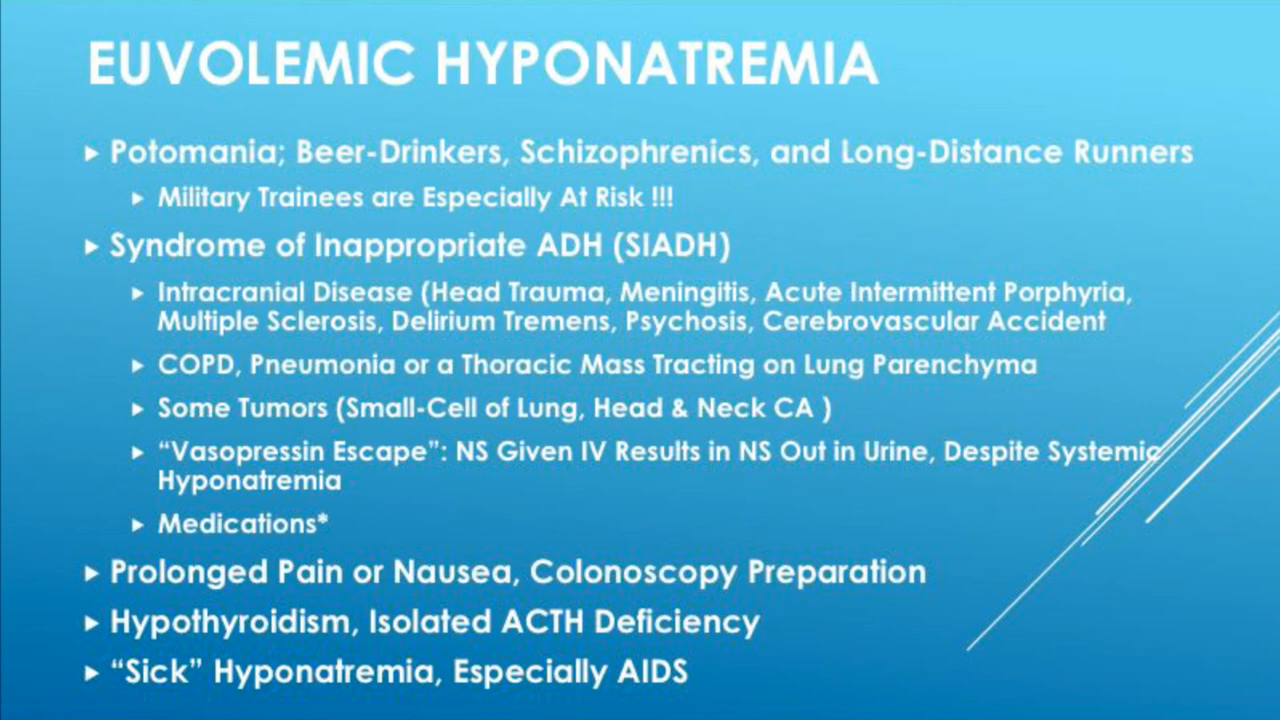 EUVOLEMIC HYPONATREMIA
Potomania; Beer-Drinkers, Schizophrenics, and Long-Distance Runners
Military Trainees are Especially At Risk !!!
Syndrome of Inappropriate ADH (SIADH)
Intracranial Disease (Head Trauma, Meningitis, Acute Intermittent Porphyria,
Multiple Sclerosis, Delirium Tremens, Psychosis, Cerebrovascular Accident
COPD, Pneumonia or a Thoracic Mass Tracting on Lung Parenchyma
Some Tumors (Small-Cell of Lung, Head & Neck CA )
“Vasopressin Escape”: NS Given IV Results in NS Out in Urine, Despite Systemic
Hyponatremia
Medications*
Prolonged Pain or Nausea, Colonoscopy Preparation
Hypothyroidism, Isolated ACTH Deficiency
“Sick” Hyponatremia, Especially AIDS